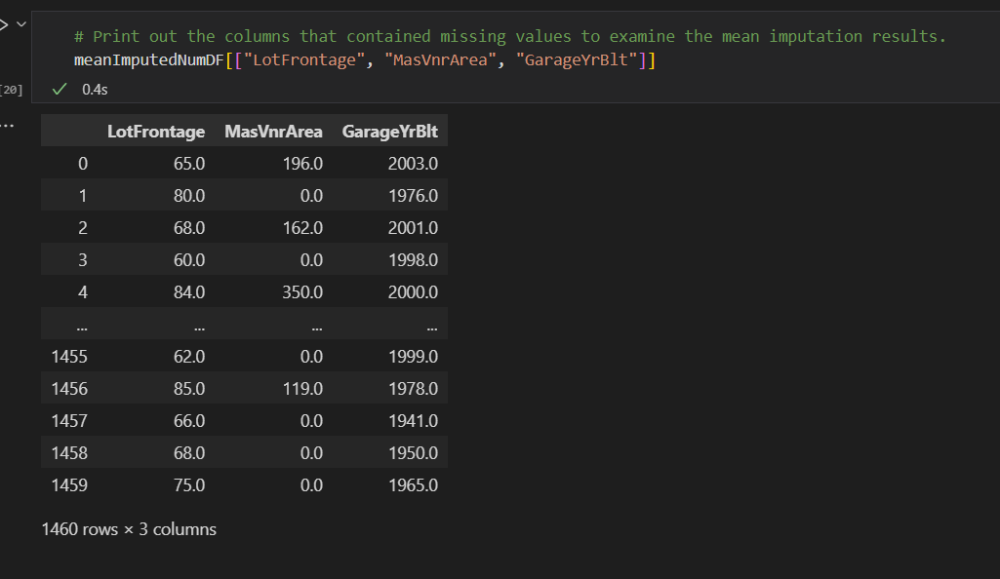 # Print out the columns that contained missing values to examine the mean imputation results.
meanImputedNumDF[["LotFrontage", "MasVnrArea", "GarageYrBlt"]]
[20]
0.4s
...
LotFrontage MasVnrArea GarageYrBlt
0 65.0 196.0 2003.0
1 80.0 0.0 1976.0
2 68.0 162.0 2001.0
3 60.0 0.0 1998.0
4 84.0 350.0 2000.0
... ... ... ...
1455 62.0 0.0 1999.0
1456 85.0 119.0 1978.0
1457 66.0 0.0 1941.0
1458 68.0 0.0 1950.0
1459 75.0 0.0 1965.0
1460 rows × 3 columns